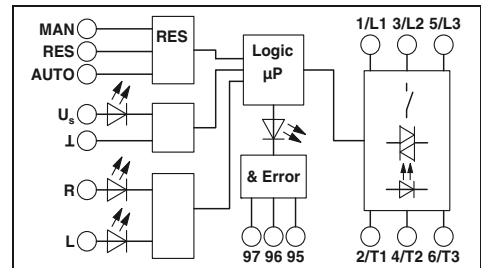 MAN
RES
AUTO
RES
Us
⊥
R
L
Logic
µP
& Error
97 96 95
1/L1 3/L2 5/L3
2/T1 4/T2 6/T3